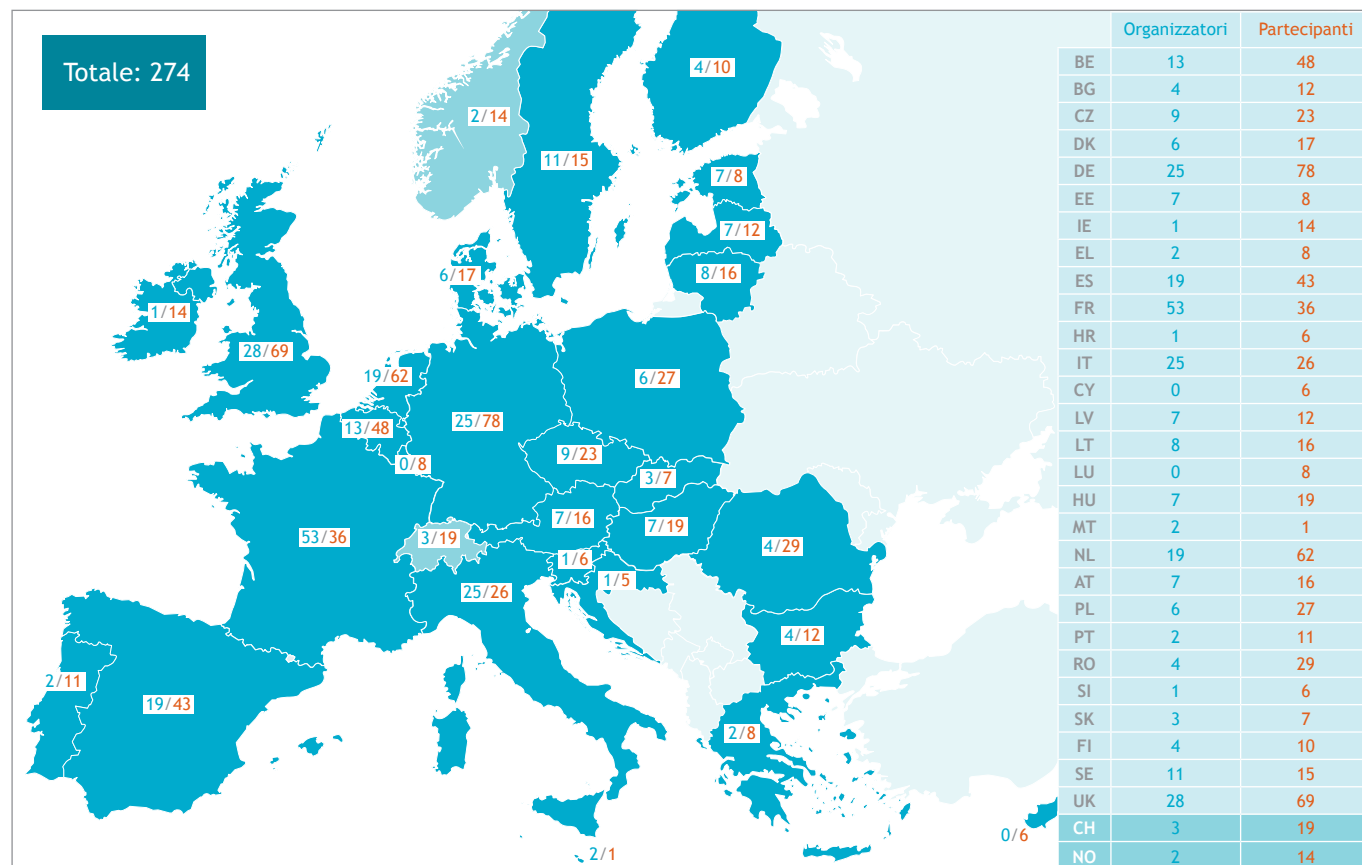 Totale: 274
4/10
2/14
11/15
7/8
7/12
6/17
8/16
1/14
28/69
19/62
6/27
13/48
25/78
0/8
9/23
3/7
53/36
3/19
7/16
7/19
4/29
1/6
1/5
25/26
4/12
2/11
19/43
2/8
0/6
2/1
Organizzatori Partecipanti
BE 13 48
BG 4 12
CZ 9 23
DK 6 17
DE 25 78
EE 7 8
IE 1 14
EL 2 8
ES 19 43
FR 53 36
HR 1 6
IT 25 26
CY 0 6
LV 7 12
LT 8 16
LU 0 8
HU 7 19
MT 2 1
NL 19 62
AT 7 16
PL 6 27
PT 2 11
RO 4 29
SI 1 6
SK 3 7
FI 4 10
SE 11 15
UK 28 69
CH 3 19
NO 2 14